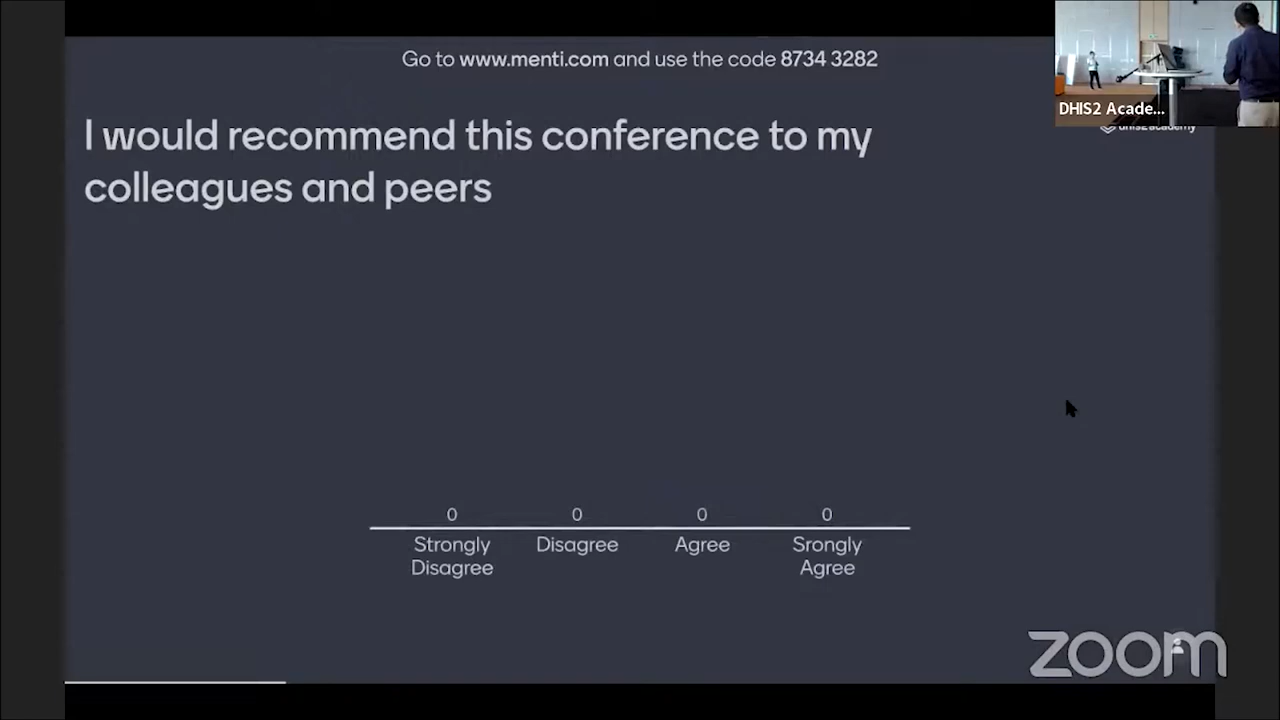 Go to www.menti.com and use the code 8734 3282
DHIS2 Acade...
dhis2academy
I would recommend this conference to my
colleagues and peers
0
0
0
0
Strongly
Disagree
Disagree
Agree
Srongly
Agree
zoom